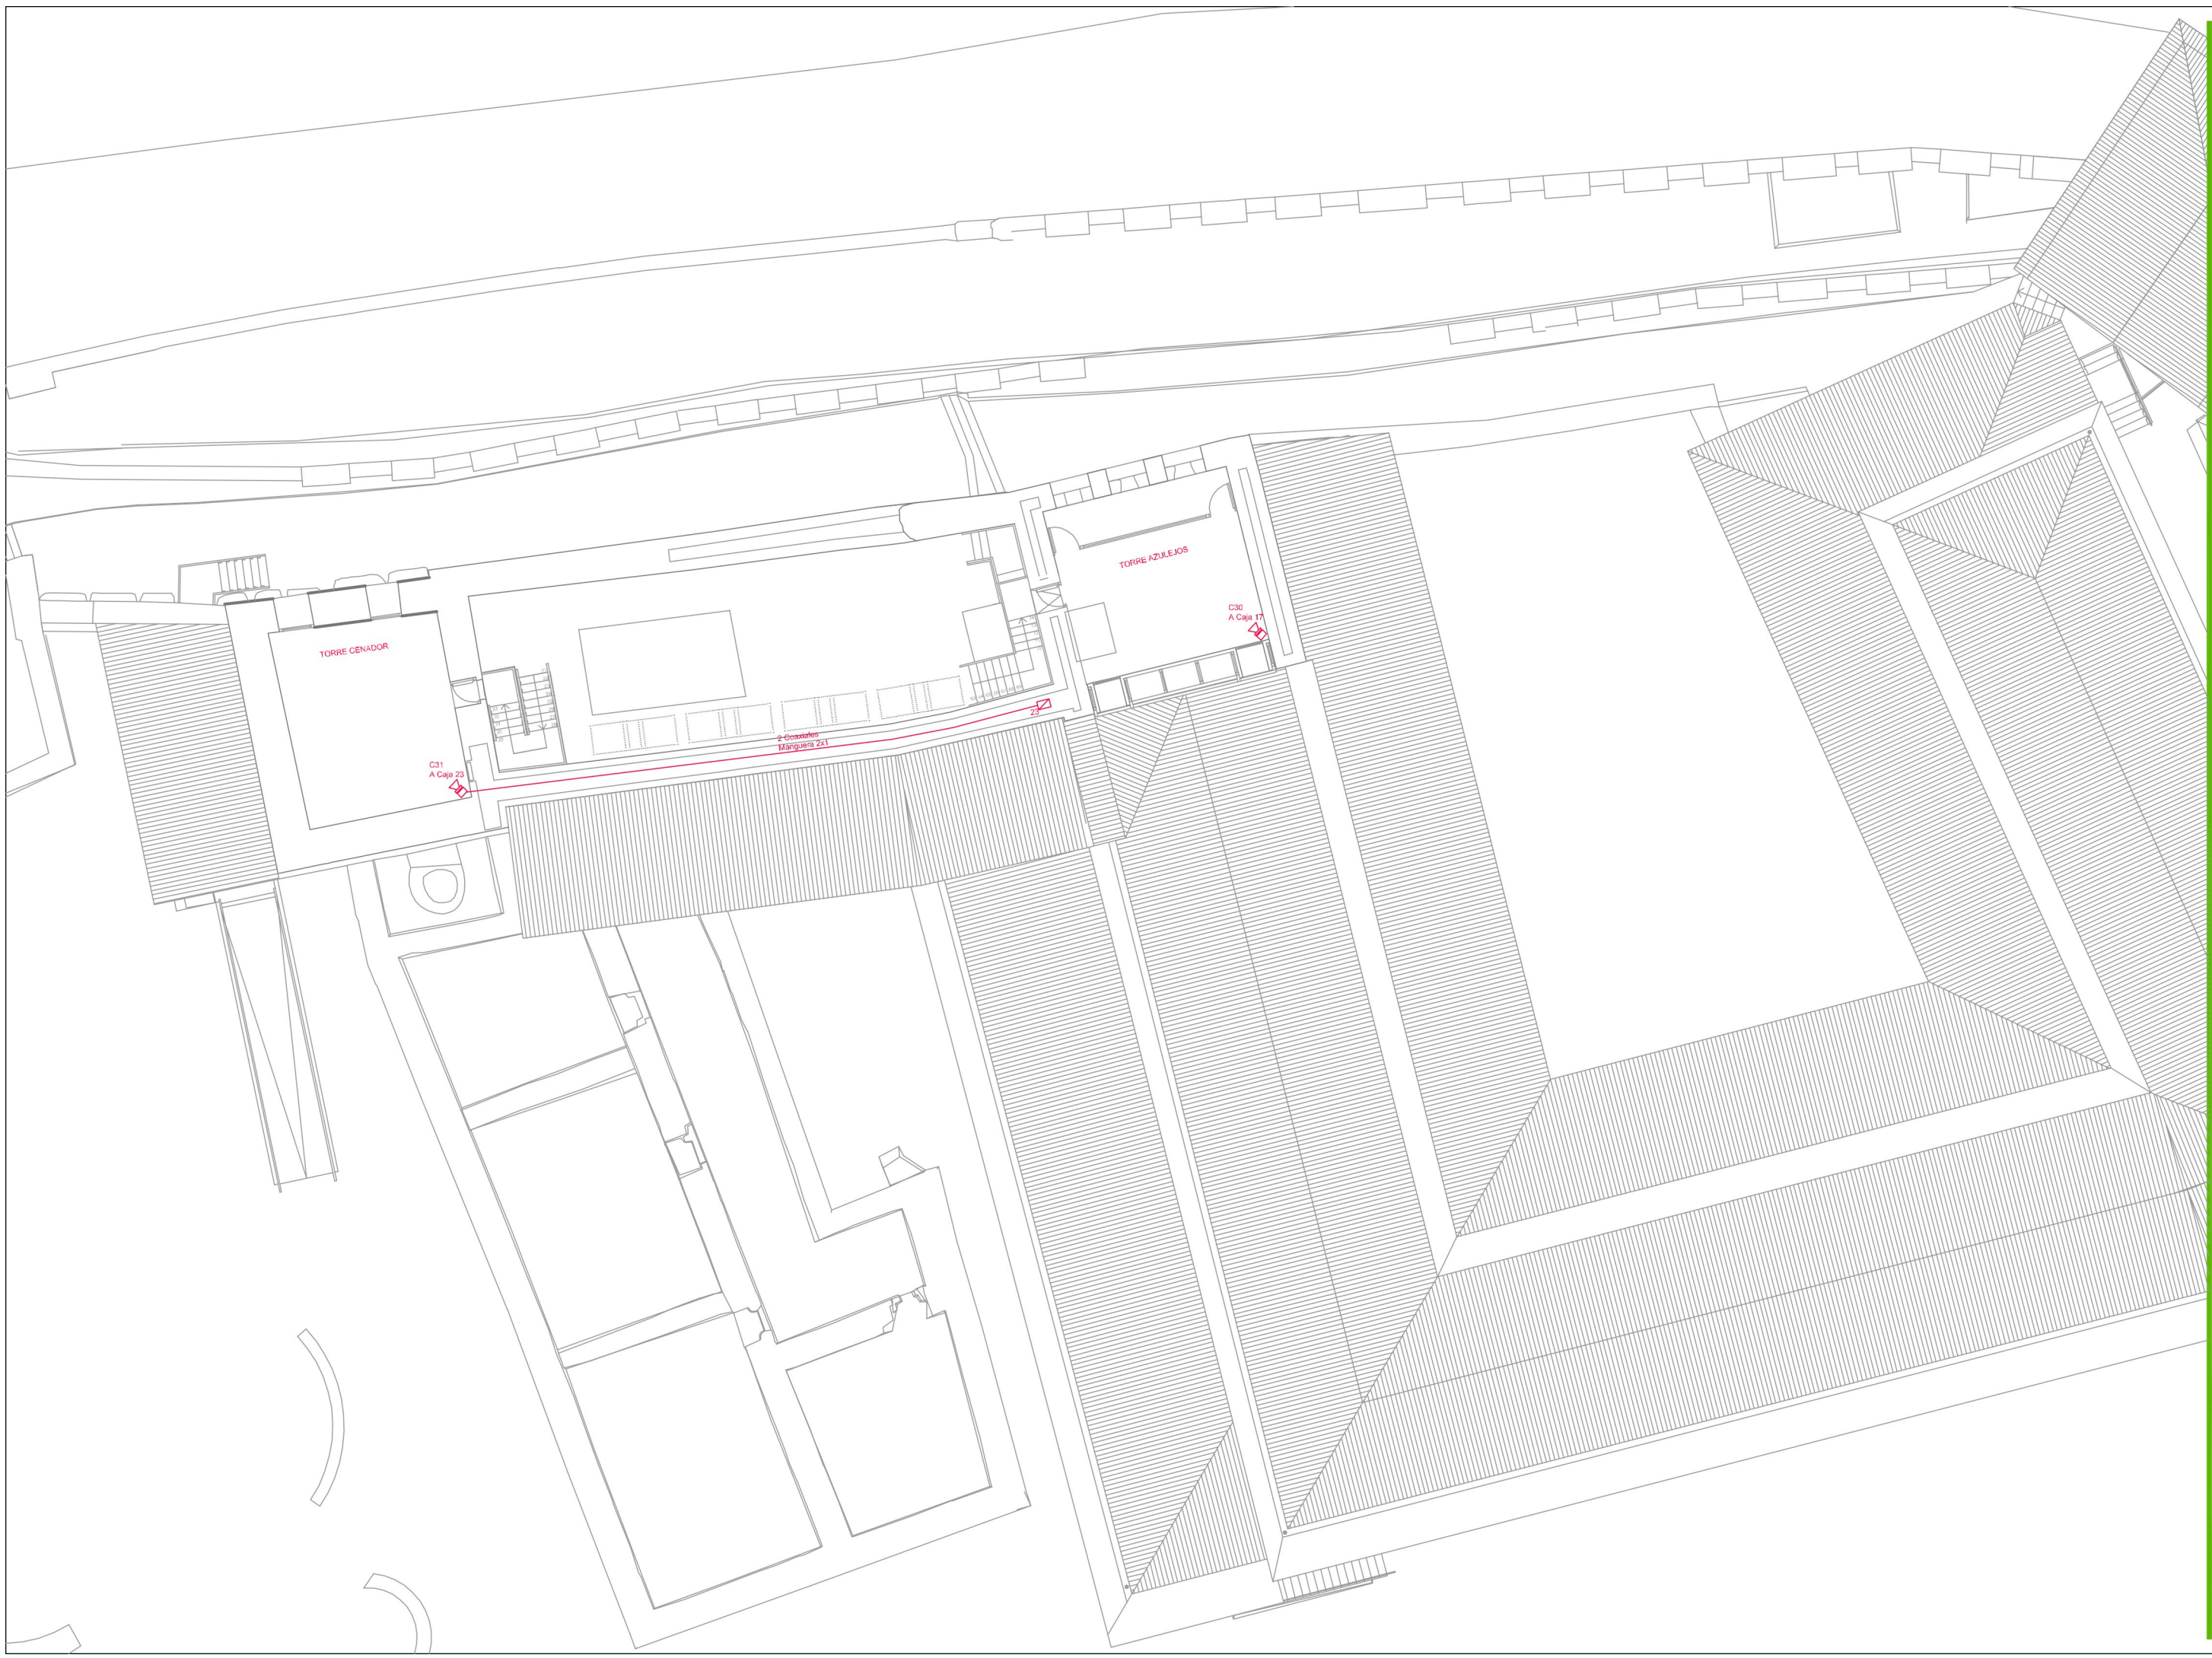 TORRE AZULEJOS
C30
A Caja 17
TORRE CENADOR
23
2 Coaxiales
Manguera 2x1
C31
A Caja 23